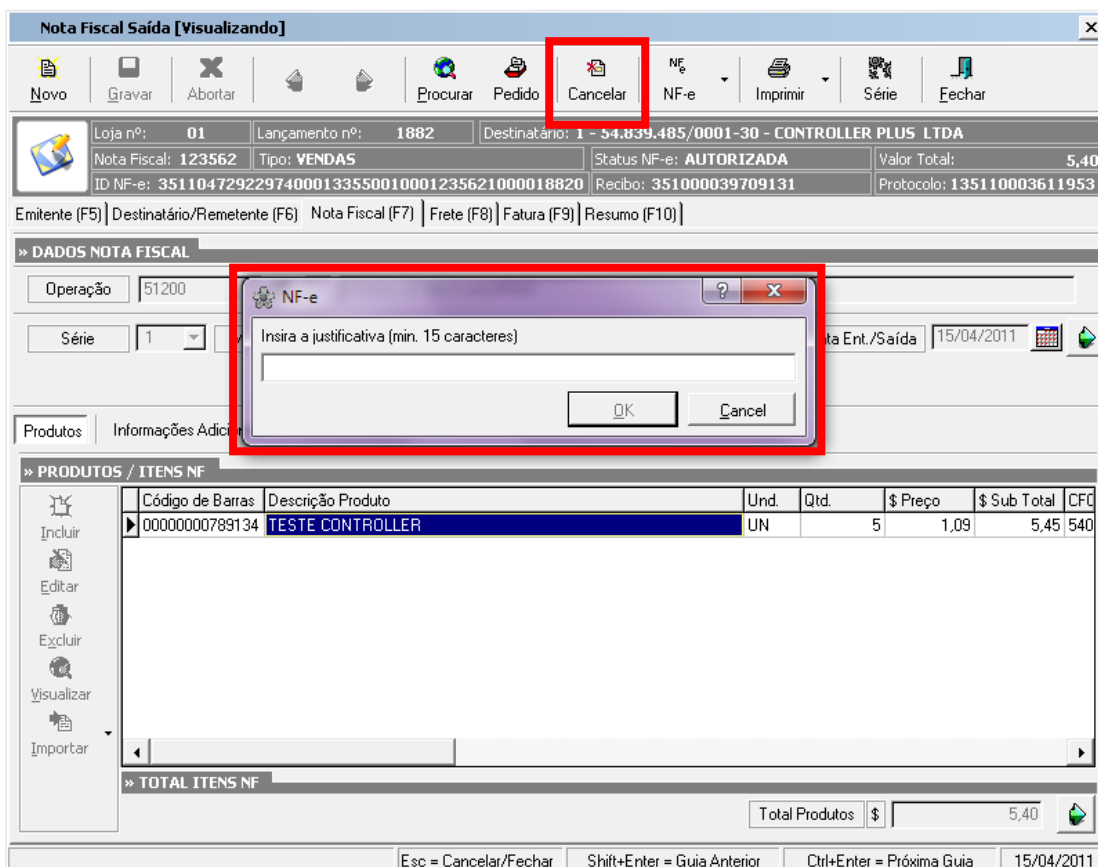 Nota Fiscal Saída [Visualizando]
Novo Gravar Abortar Procurar Pedido Cancelar NF-e Imprimir Série Fechar
Loja nº: 01 Lançamento nº: 1882 Destinatário: 1 - 54.839.485/0001-30 - CONTROLLER PLUS LTDA
Nota Fiscal: 123562 Tipo: VENDAS Status NF-e: AUTORIZADA Valor Total: 5,40
ID NF-e: 35110472922974000133550010001235621000018820 Recibo: 351000039709131 Protocolo: 135110003611953
Emitente (F5) Destinatário/Remetente (F6) Nota Fiscal (F7) Frete (F8) Fatura (F9) Resumo (F10)
» DADOS NOTA FISCAL
Operação 51200
NF-e
Série 1 Insira a justificativa (min. 15 caracteres) Ent./Saída 15/04/2011
OK Cancel
Produtos Informações
» PRODUTOS / ITENS NF
Código de Barras Descrição Produto Und. Qtd. $ Preço $ Sub Total CFO
00000000789134 TESTE CONTROLLER UN 5 1,09 5,45 540
Incluir
Editar
Excluir
Visualizar
Importar
» TOTAL ITENS NF
Total Produtos $ 5,40
Esc = Cancelar/Fechar Shift+Enter = Guia Anterior Ctrl+Enter = Próxima Guia 15/04/2011